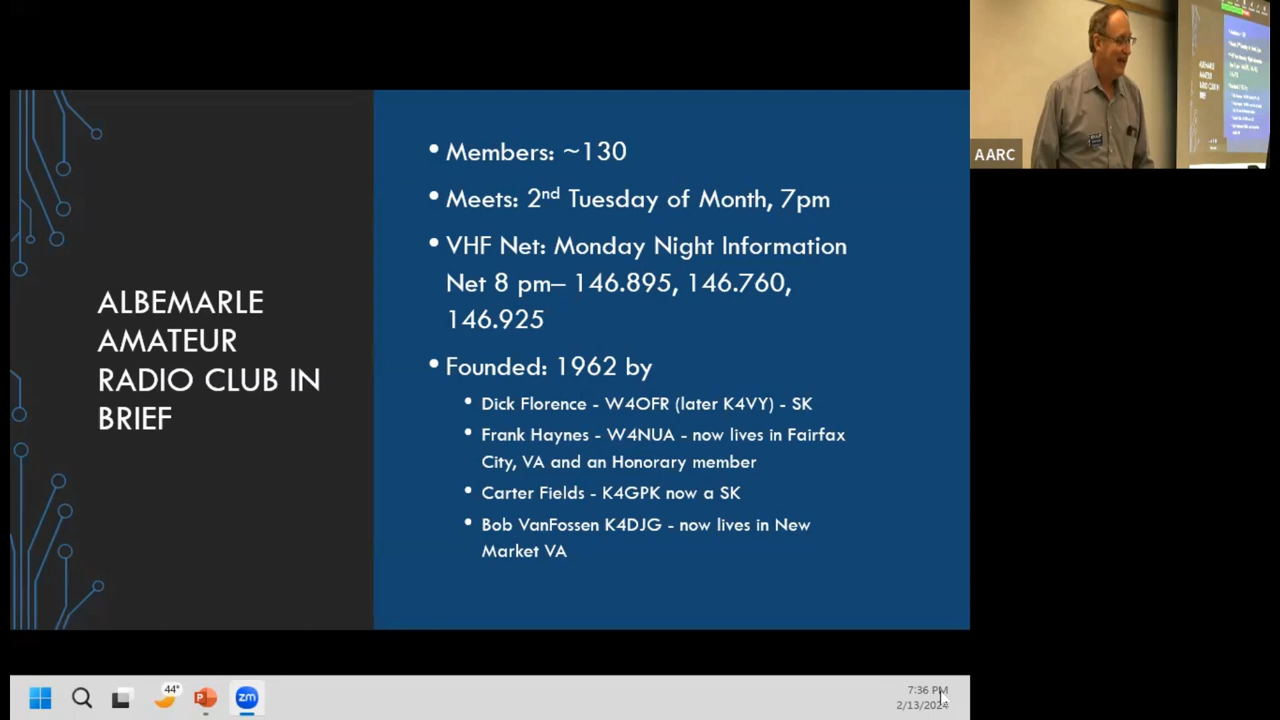 ALBEMARLE
AMATEUR
RADIO CLUB IN
BRIEF
• Members: ~130
• Meets: 2nd Tuesday of Month, 7pm
• VHF Net: Monday Night Information
Net 8 pm– 146.895, 146.760,
146.925
• Founded: 1962 by
• Dick Florence - W4OFR (later K4VY) - SK
• Frank Haynes - W4NUA - now lives in Fairfax
City, VA and an Honorary member
• Carter Fields - K4GPK now a SK
• Bob VanFossen K4DJG - now lives in New
Market VA
AARC
44°
zm
7:36 PM
2/13/2024